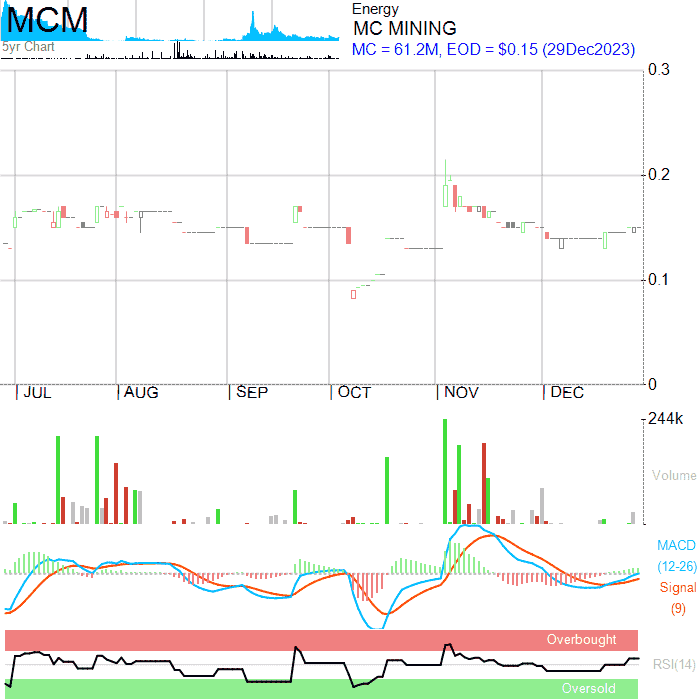 MCM
5yr Chart
Energy
MC MINING
MC = 61.2M, EOD = $0.15 (29Dec2023)
0.3
0.2
0.1
0
JUL AUG SEP OCT NOV DEC
244k
Volume
MACD
(12-26)
Signal
(9)
Overbought
RSI(14)
Oversold